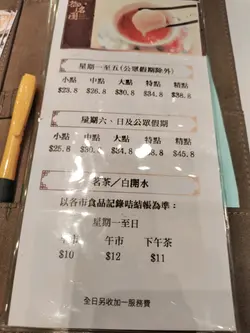 星期一至五(公眾假期除外)
小點 中點 大點 特點 精點
$23.8 $26.8 $30.8 $34.8 $38.8
星期六、日及公眾假期
小點 中點 大點 特點 精點
$25.8 $30.8 $34.8 $38.8 $45.8
茗茶/白開水
以各市食品記錄咭結帳為準:
星期一至日
午市 下午茶
$10 $12 $11
全日另收加一服務費